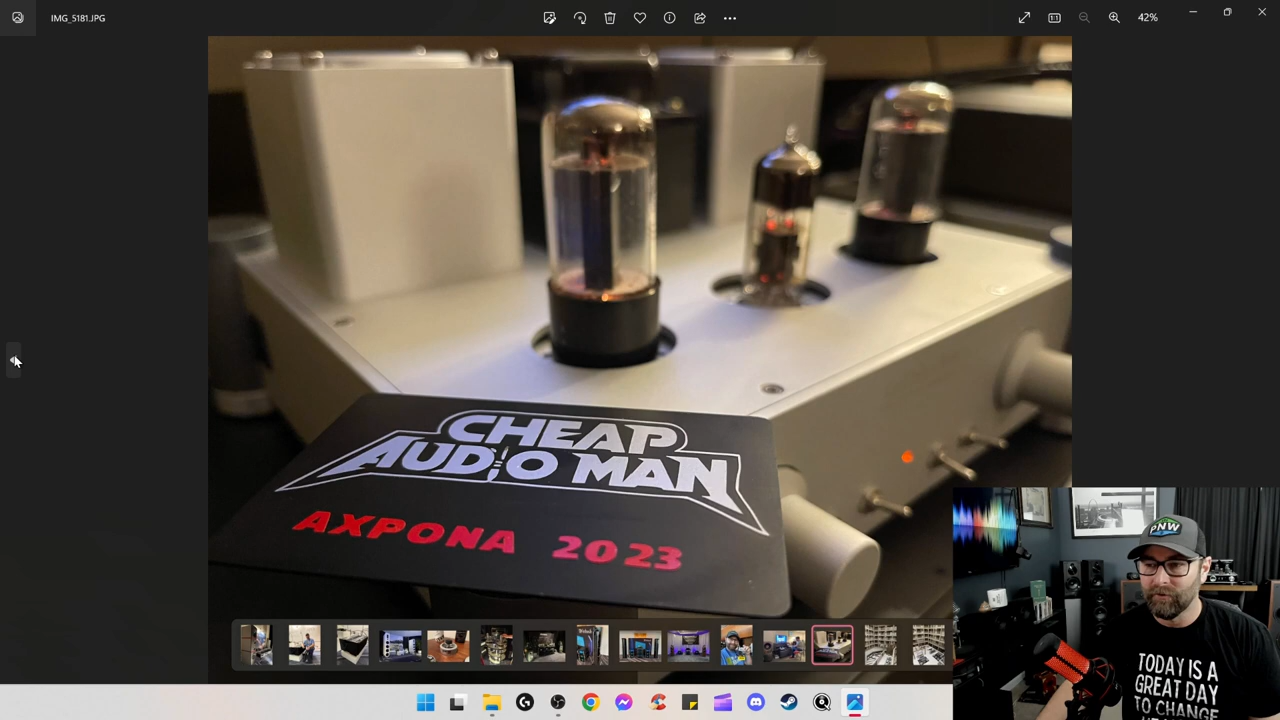 IMG_5181.JPG
42%
CHEAP
AUDIO MAN
AXPONA 2023
PNW
TODAY IS A
GREAT DAY
TO CHANGE